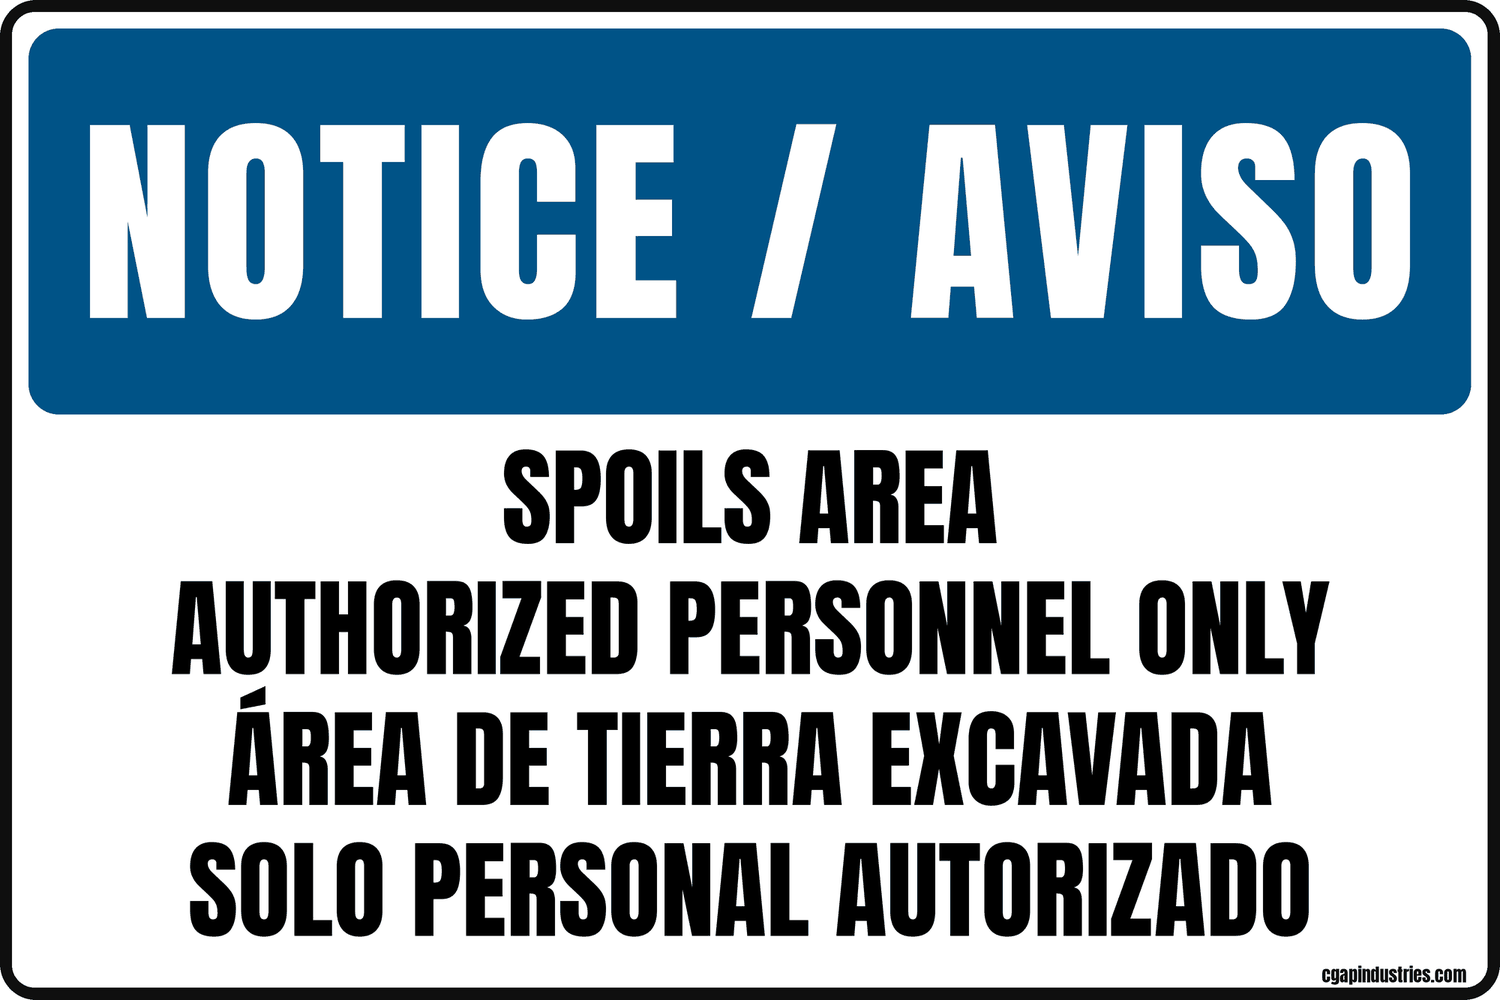 NOTICE / AVISO
SPOILS AREA
AUTHORIZED PERSONNEL ONLY
ÁREA DE TIERRA EXCAVADA
SOLO PERSONAL AUTORIZADO
cgapindustries.com